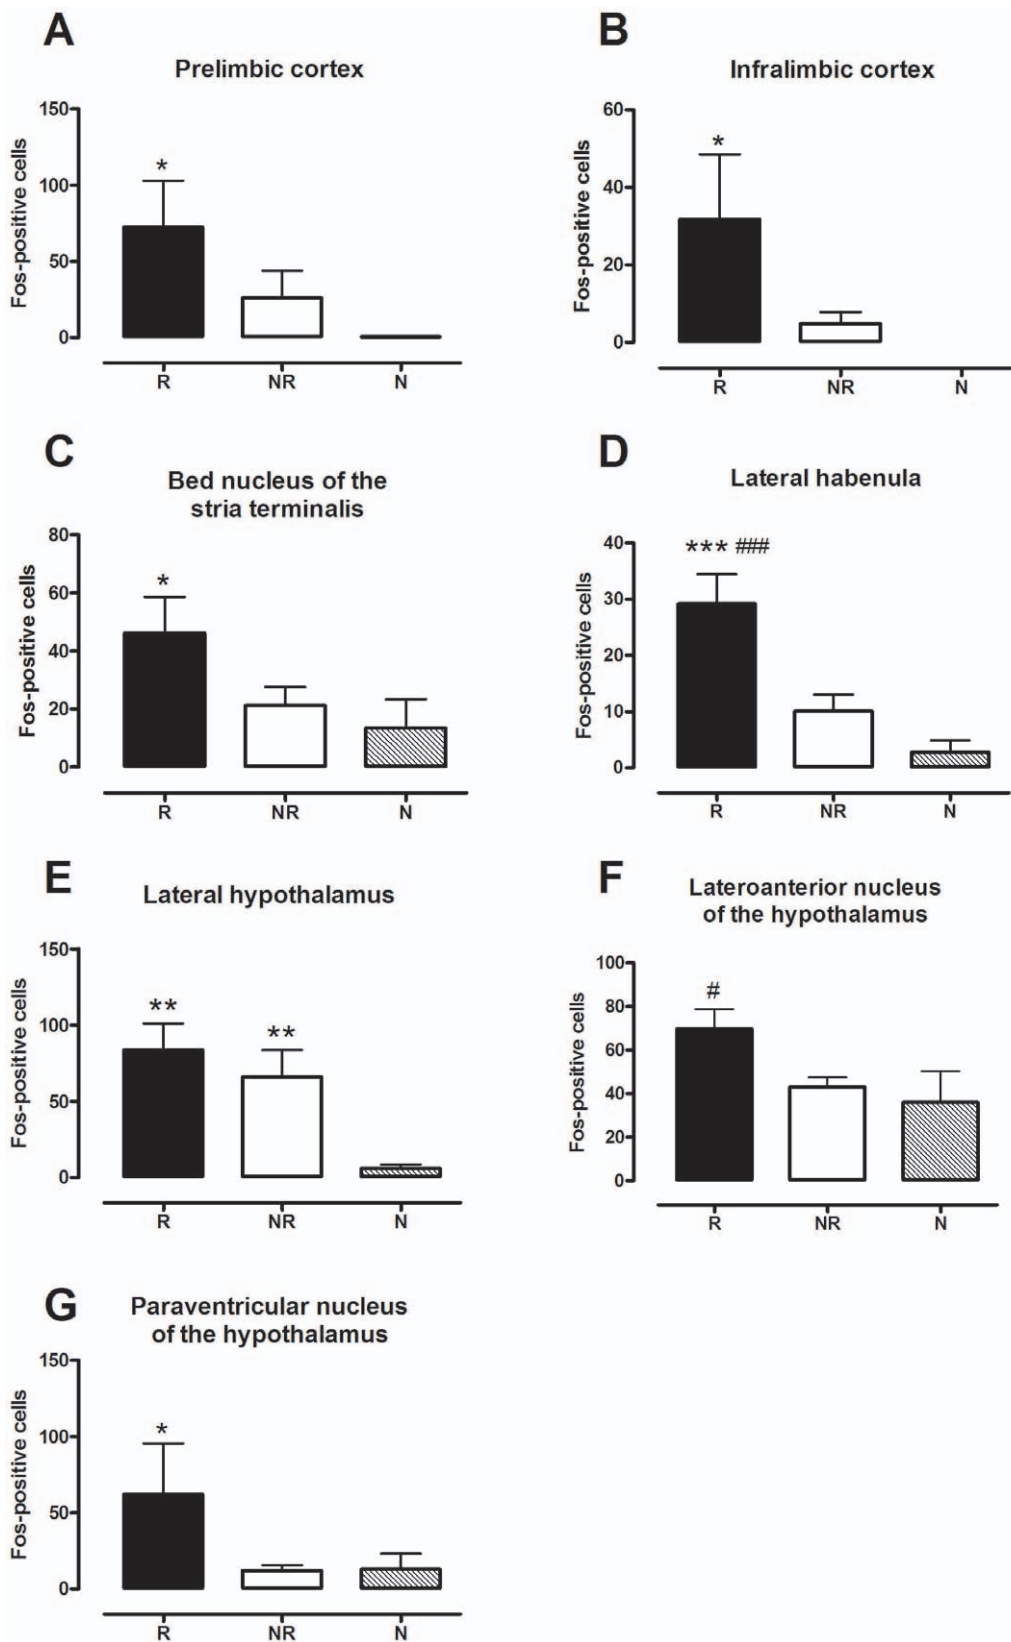 A
Prelimbic cortex
Fos-positive cells
150
100
50
0
*
R NR N
B
Infralimbic cortex
Fos-positive cells
60
40
20
0
*
R NR N
C
Bed nucleus of the
stria terminalis
Fos-positive cells
80
60
40
20
0
*
R NR N
D
Lateral habenula
Fos-positive cells
40
30
20
10
0
*** ###
R NR N
E
Lateral hypothalamus
Fos-positive cells
150
100
50
0
** **
R NR N
F
Lateroanterior nucleus
of the hypothalamus
Fos-positive cells
100
80
60
40
20
0
#
R NR N
G
Paraventricular nucleus
of the hypothalamus
Fos-positive cells
150
100
50
0
*
R NR N